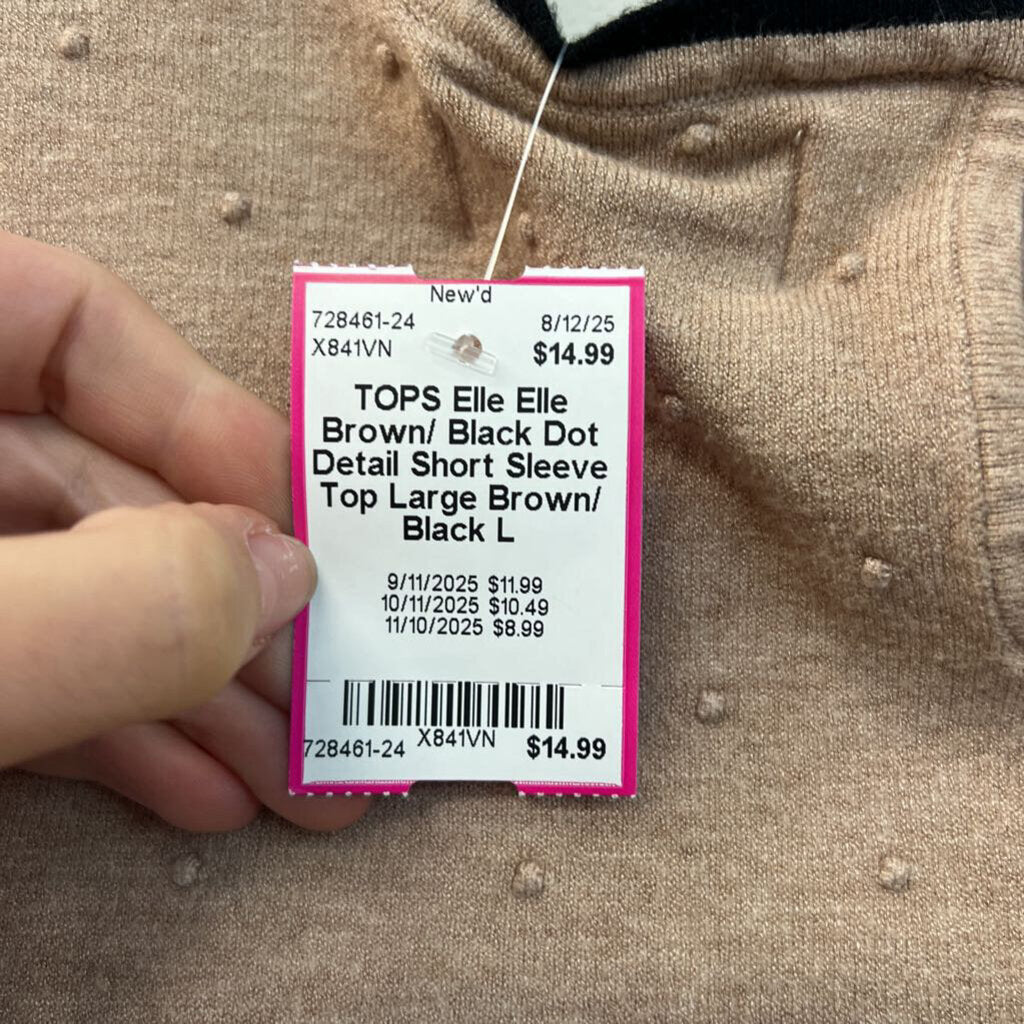 New'd
728461-24 8/12/25
X841VN $14.99
TOPS Elle Elle
Brown/ Black Dot
Detail Short Sleeve
Top Large Brown/
Black L
9/11/2025 $11.99
10/11/2025 $10.49
11/10/2025 $8.99
728461-24 X841VN $14.99